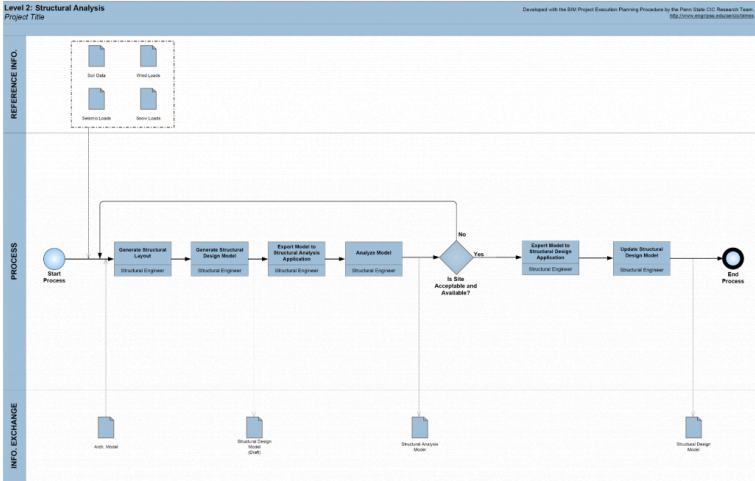 Level 2: Structural Analysis
Project Title
Developed with the BIM Project Execution Planning Procedure by the Penn State CIC Research Team.
REFERENCE INFO.
Soil Data
Wind Loads
Seismic Loads
Snow Loads
PROCESS
Start
Process
Generate Structural
Layout
Structural Engineer
Generate Structural
Design Model
Structural Engineer
Export Model to
Structural Analysis
Application
Structural Engineer
Analyze Model
Structural Engineer
No
Yes
Is Site
Acceptable and
Available?
Export Model to
Structural Design
Application
Structural Engineer
Update Structural
Design Model
Structural Engineer
End
Process
INFO. EXCHANGE
Arch. Model
Structural Design
Model
(Draft)
Structural Analysis
Model
Structural Design
Model